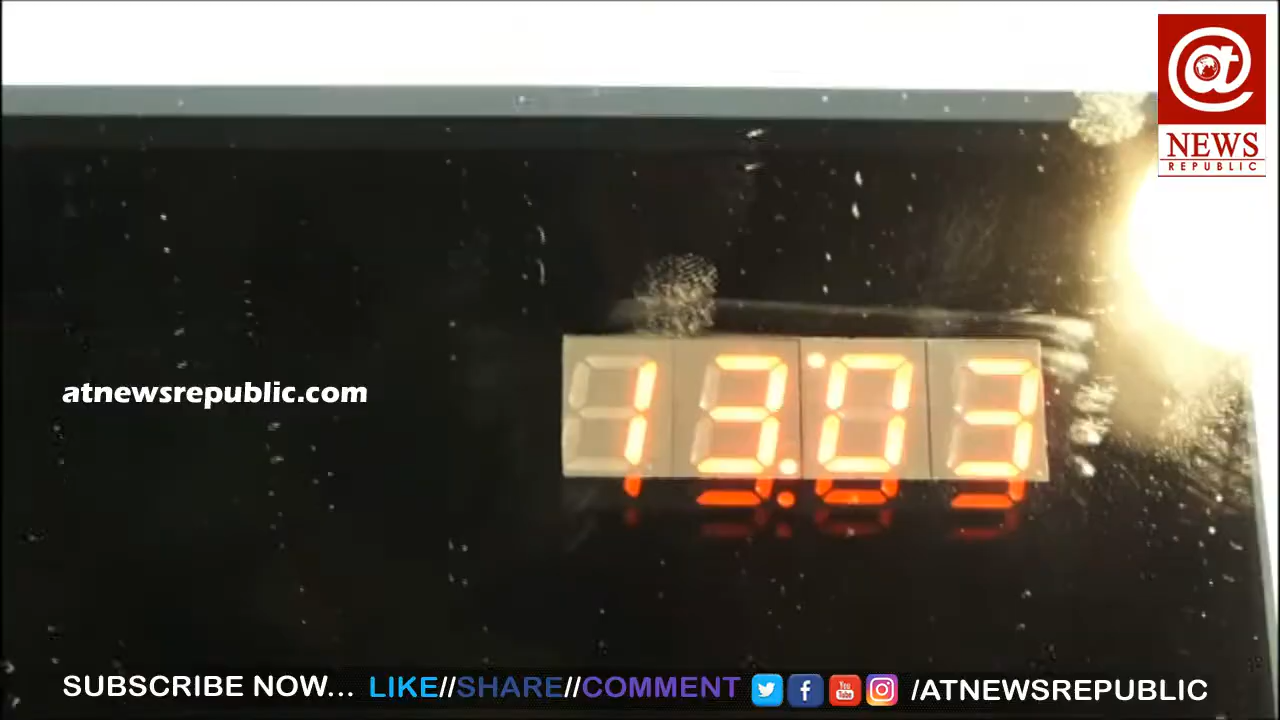 @t
NEWS
REPUBLIC
13:03
atnewsrepublic.com
SUBSCRIBE NOW... LIKE//SHARE//COMMENT /ATNEWSREPUBLIC